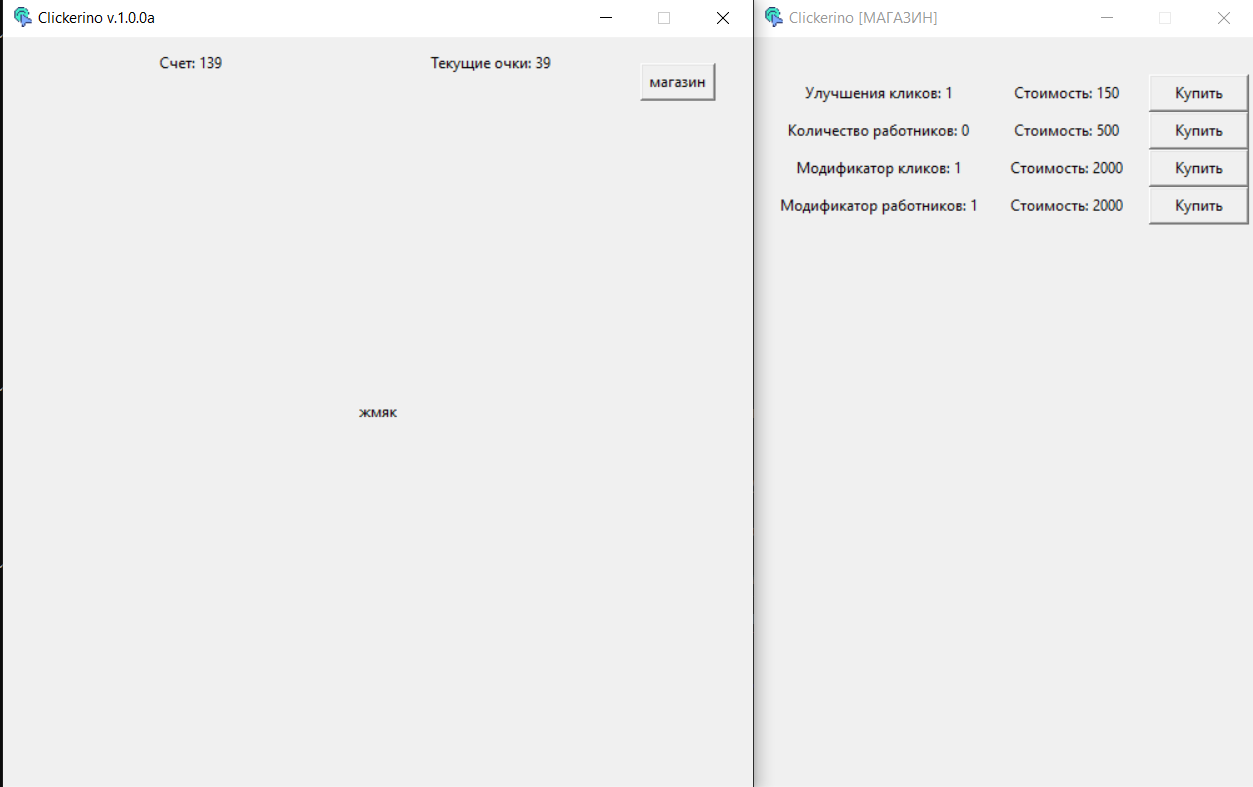 Clickerino v.1.0.0a
Счет: 139
Текущие очки: 39
магазин
жмяк
Clickerino [МАГАЗИН]
Улучшения кликов: 1 Стоимость: 150 Купить
Количество работников: 0 Стоимость: 500 Купить
Модификатор кликов: 1 Стоимость: 2000 Купить
Модификатор работников: 1 Стоимость: 2000 Купить